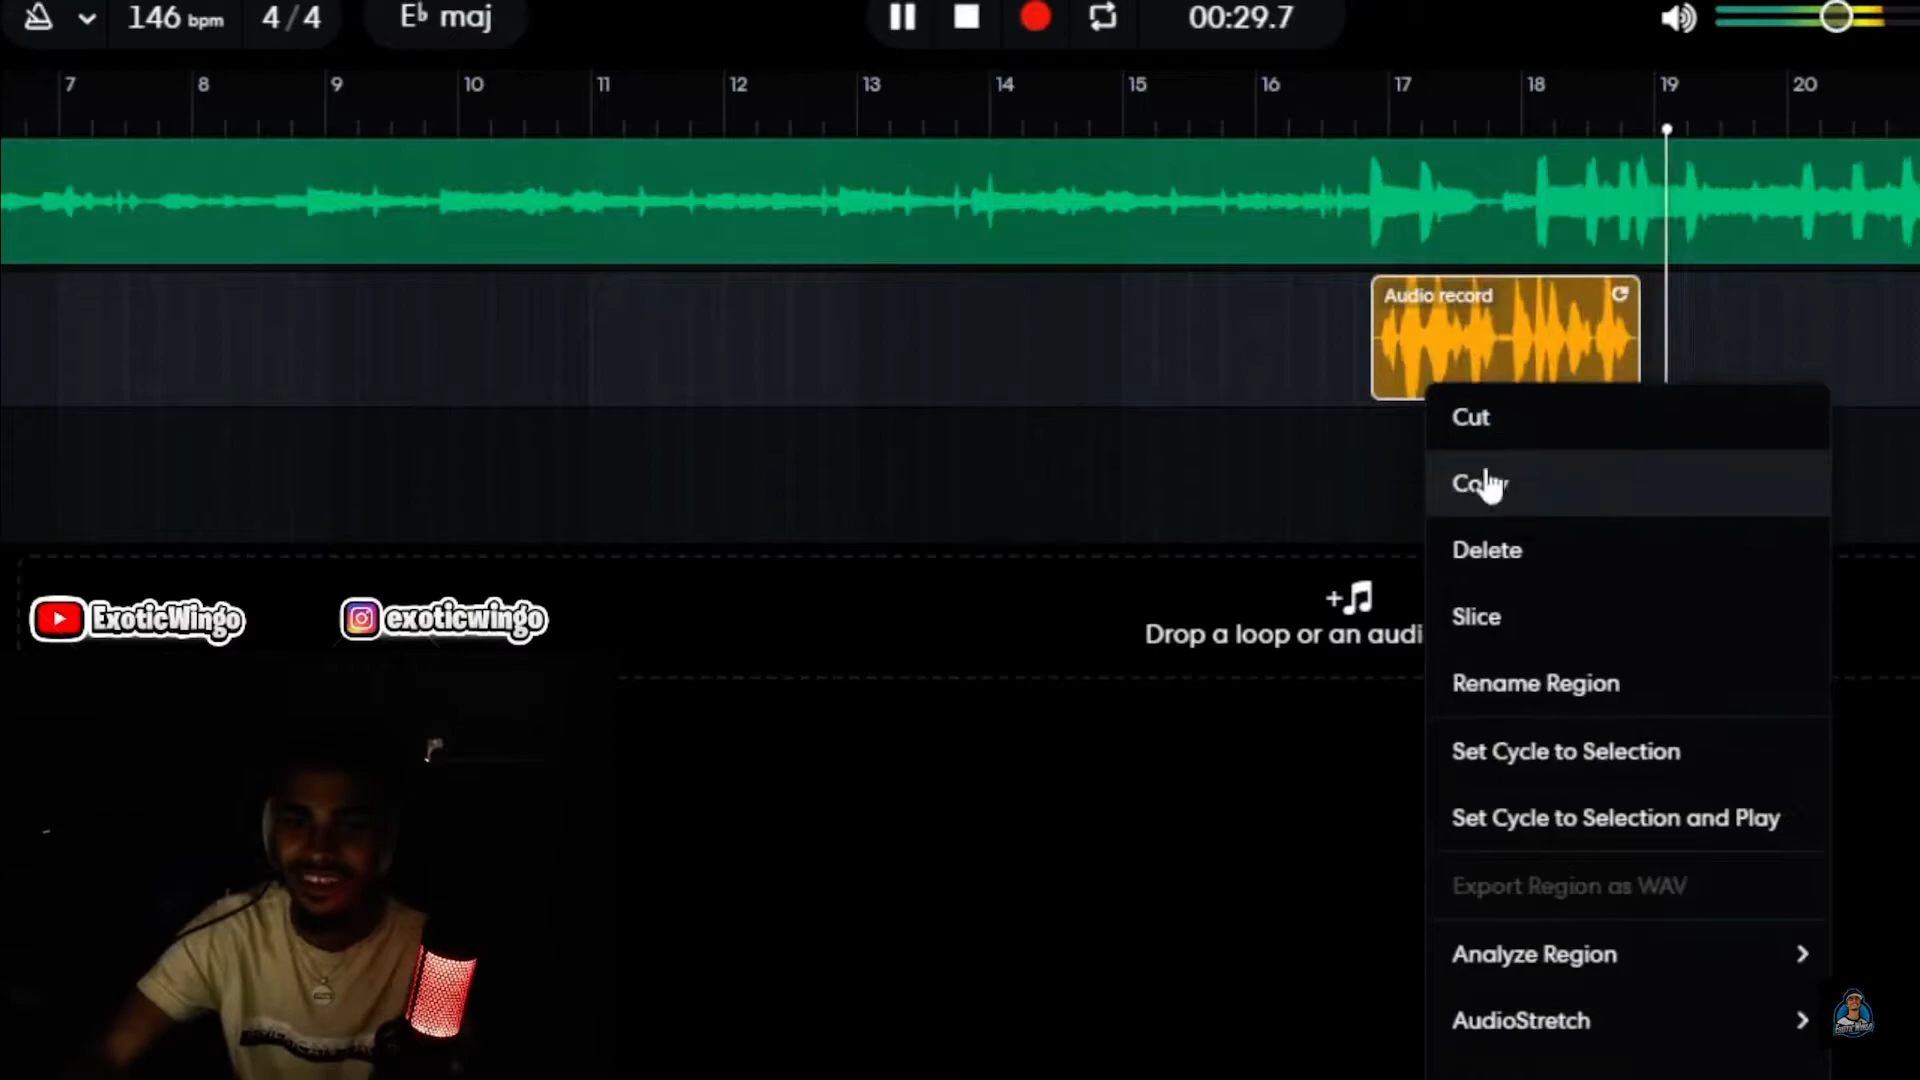 146 bpm
4/4
E♭ maj
00:29.7
7 8 9 10 11 12 13 14 15 16 17 18 19 20
Audio record
Cut
Delete
Slice
Rename Region
Set Cycle to Selection
Set Cycle to Selection and Play
Export Region as WAV
Analyze Region
AudioStretch
Drop a loop or an audi
ExoticWingo
exoticwingo